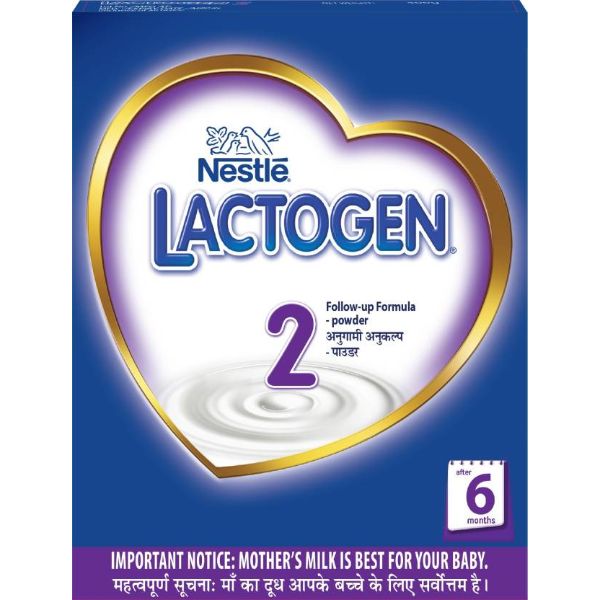 Nestlé
LACTOGEN®
2
Follow-up Formula
- powder
अनुगामी अनुकल्प
- पाउडर
after
6
months
IMPORTANT NOTICE: MOTHER'S MILK IS BEST FOR YOUR BABY.
महत्वपूर्ण सूचनाः माँ का दूध आपके बच्चे के लिए सर्वोत्तम है।